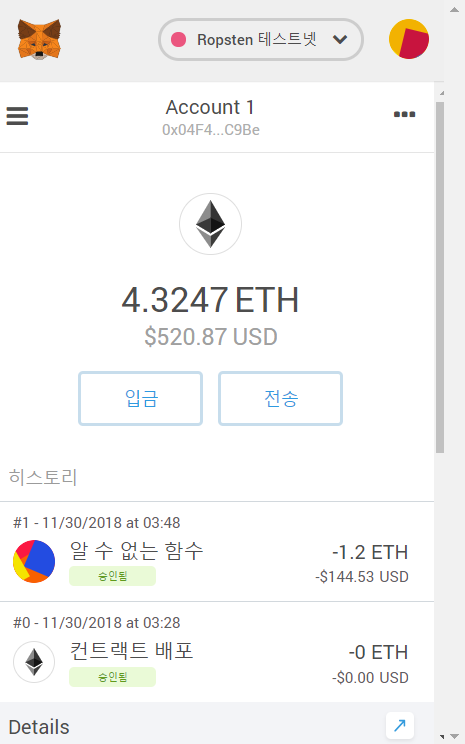 Ropsten 테스트넷
Account 1
0x04F4...C9Be
4.3247 ETH
$520.87 USD
입금
전송
히스토리
#1 - 11/30/2018 at 03:48
알 수 없는 함수
-1.2 ETH
승인됨
-$144.53 USD
#0 - 11/30/2018 at 03:28
컨트랙트 배포
-0 ETH
승인됨
-$0.00 USD
Details